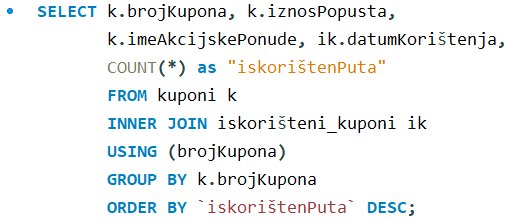 SELECT k.brojKupona, k.iznosPopusta,
k.imeAkcijskePonude, ik.datumKorištenja,
COUNT(*) as "iskorištenPuta"
FROM kuponi k
INNER JOIN iskorišteni_kuponi ik
USING (brojKupona)
GROUP BY k.brojKupona
ORDER BY `iskorištenPuta` DESC;